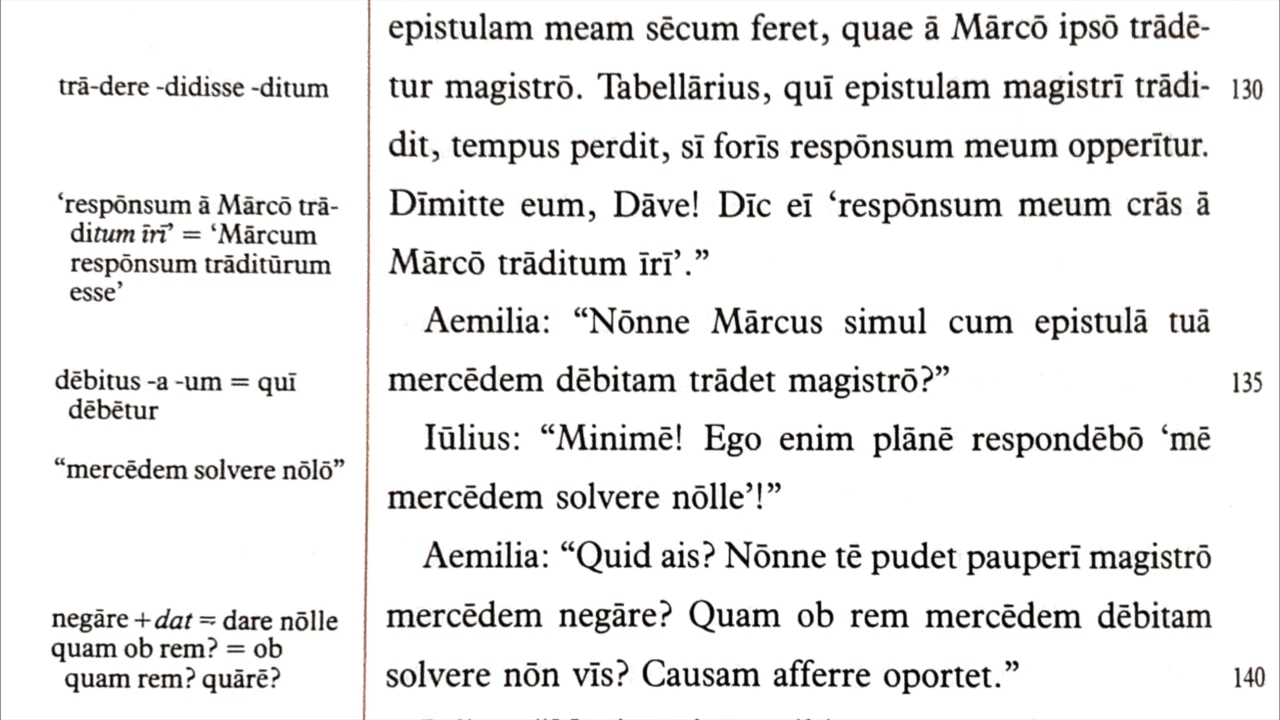 epistulam meam sēcum feret, quae ā Mārcō ipsō trādē-
trā-dere -didisse -ditum
tur magistrō. Tabellārius, quī epistulam magistrī trādi- 130
dit, tempus perdit, sī forīs respōnsum meum opperītur.
‘respōnsum ā Mārcō trā-
ditum īrī’ = ‘Mārcum
respōnsum trāditūrum
esse’
Dīmitte eum, Dāve! Dīc eī ‘respōnsum meum crās ā
Mārcō trāditum īrī’.”
Aemilia: “Nōnne Mārcus simul cum epistulā tuā
dēbitus -a -um = quī
dēbētur
mercēdem dēbitam trādet magistrō?” 135
“mercēdem solvere nōlō”
Iūlius: “Minimē! Ego enim plānē respondēbō ‘mē
mercēdem solvere nōlle’!”
Aemilia: “Quid ais? Nōnne tē pudet pauperī magistrō
negāre + dat = dare nōlle
quam ob rem? = ob
quam rem? quārē?
mercēdem negāre? Quam ob rem mercēdem dēbitam
solvere nōn vīs? Causam afferre oportet.” 140